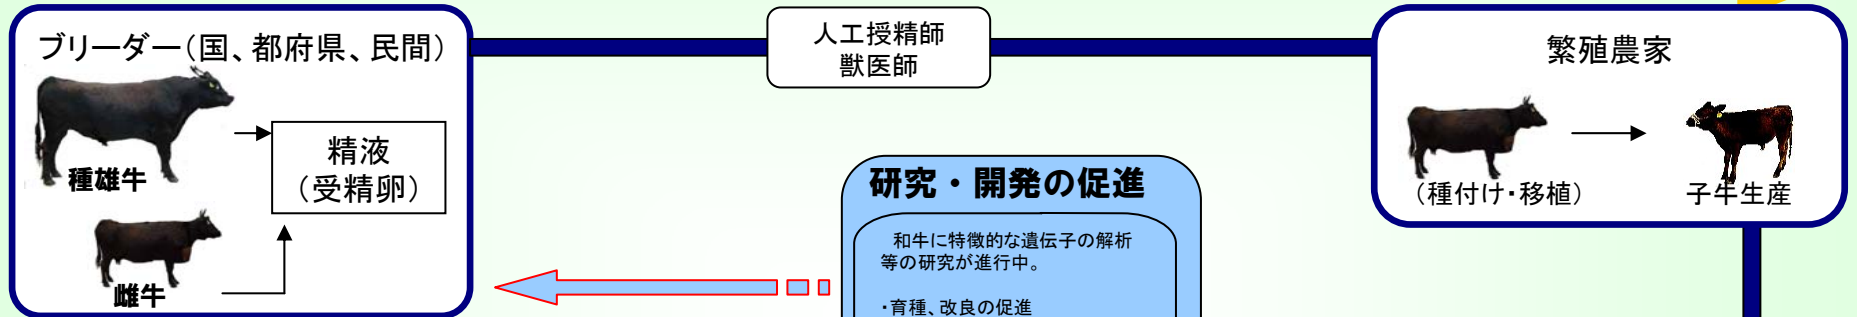 ブリーダー（国、都府県、民間）
種雄牛
精液
（受精卵）
雌牛
人工授精師
獣医師
繁殖農家
（種付け・移植）
子牛生産
研究・開発の促進
和牛に特徴的な遺伝子の解析
等の研究が進行中。
・育種、改良の促進